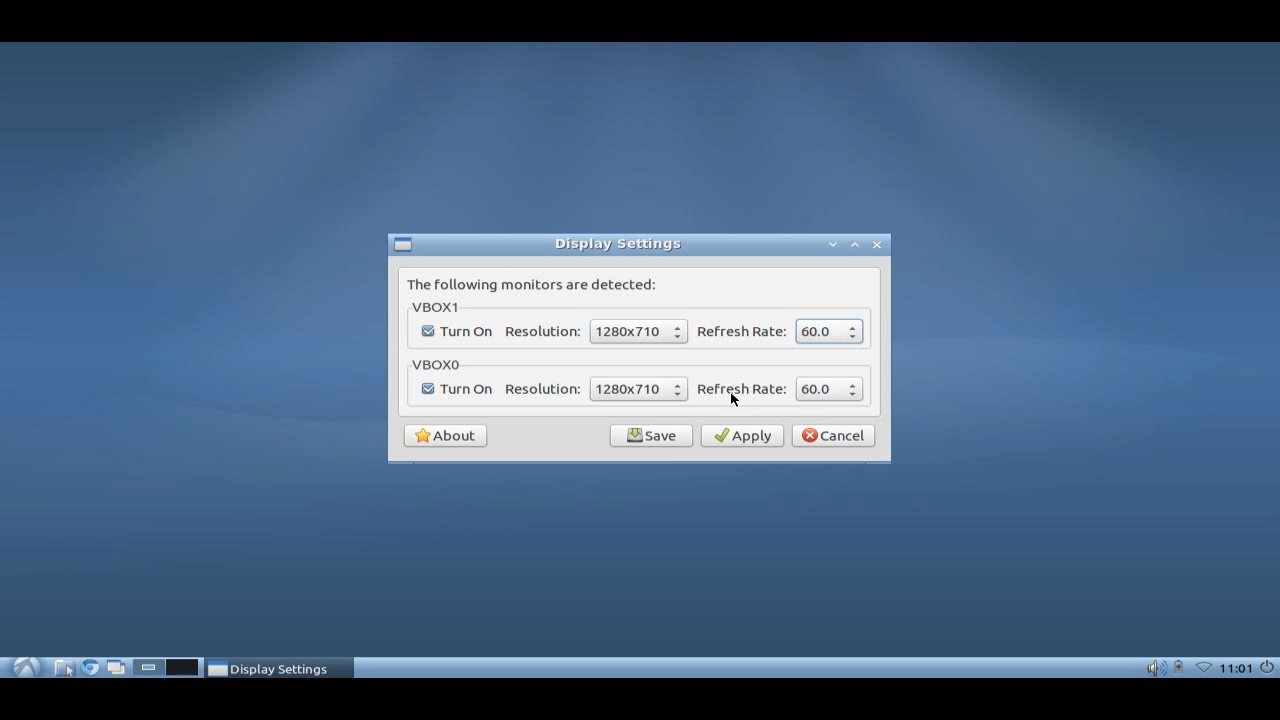 Display Settings
The following monitors are detected:
VBOX1
Turn On Resolution: 1280x710 Refresh Rate: 60.0
VBOX0
Turn On Resolution: 1280x710 Refresh Rate: 60.0
About Save Apply Cancel
Display Settings 11:01